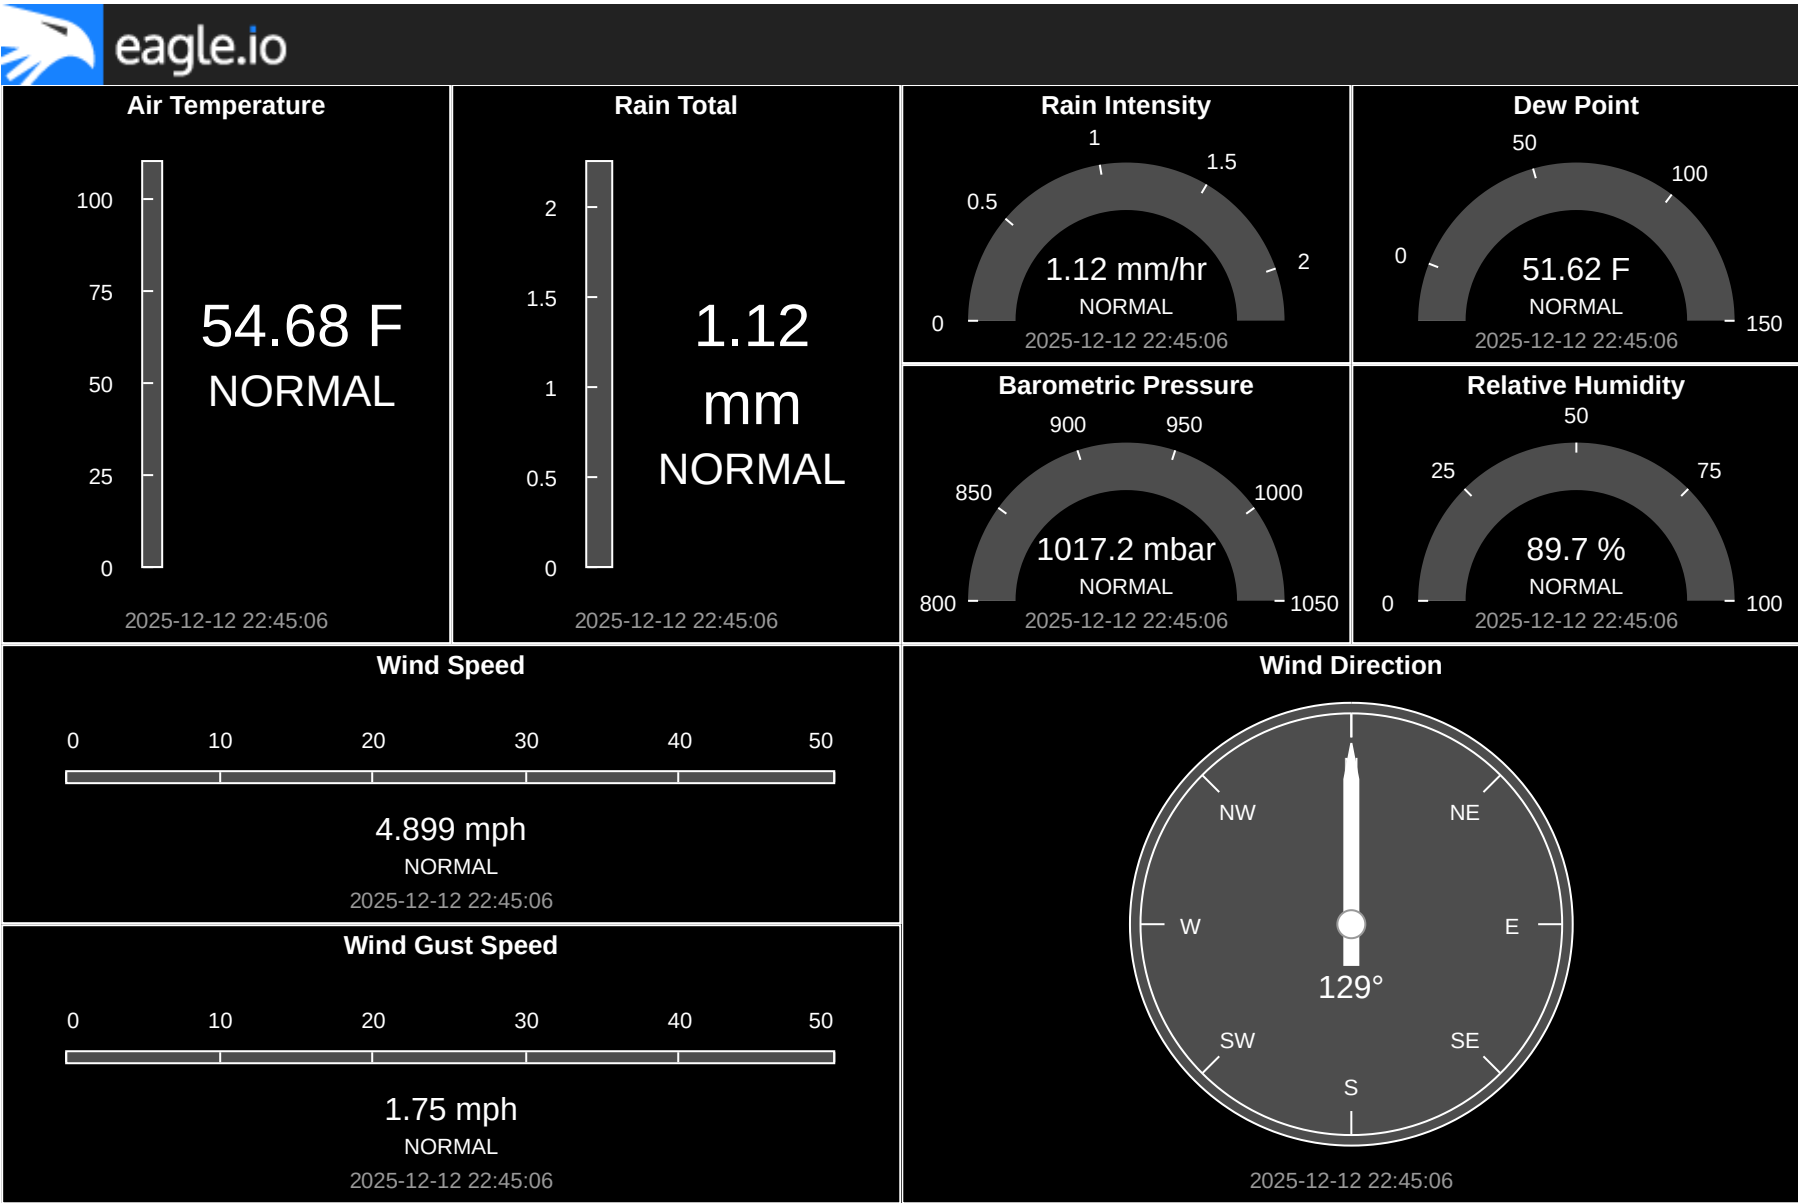 eagle.io
Air Temperature
100
75
50
25
0
54.68 F
NORMAL
2025-12-12 22:45:06
Rain Total
2
1.5
1
0.5
0
1.12
mm
NORMAL
2025-12-12 22:45:06
Rain Intensity
0
0.5
1
1.5
2
1.12 mm/hr
NORMAL
2025-12-12 22:45:06
Dew Point
0
50
100
150
51.62 F
NORMAL
2025-12-12 22:45:06
Barometric Pressure
800
850
900
950
1000
1050
1017.2 mbar
NORMAL
2025-12-12 22:45:06
Relative Humidity
0
25
50
75
100
89.7 %
NORMAL
2025-12-12 22:45:06
Wind Speed
0 10 20 30 40 50
4.899 mph
NORMAL
2025-12-12 22:45:06
Wind Gust Speed
0 10 20 30 40 50
1.75 mph
NORMAL
2025-12-12 22:45:06
Wind Direction
NW NE
W E
129°
SW SE
S
2025-12-12 22:45:06